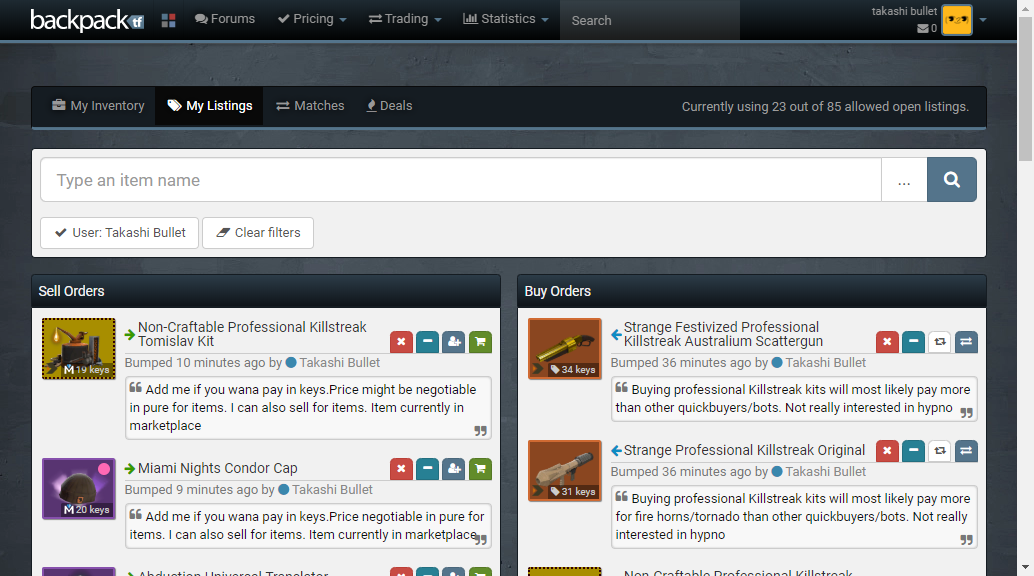 backpack tf
Forums
Pricing
Trading
Statistics
Search
takashi bullet
0
My Inventory
My Listings
Matches
Deals
Currently using 23 out of 85 allowed open listings.
Type an item name
...
User: Takashi Bullet
Clear filters
Sell Orders
Non-Craftable Professional Killstreak
Tomislav Kit
M 19 keys
Bumped 10 minutes ago by Takashi Bullet
Add me if you wana pay in keys.Price might be negotiable
in pure for items. I can also sell for items. Item currently in
marketplace
Miami Nights Condor Cap
M 20 keys
Bumped 9 minutes ago by Takashi Bullet
Add me if you wana pay in keys.Price negotiable in pure for
items. I can also sell for items. Item currently in marketplace
Abduction Universal Translator
Buy Orders
Strange Festivized Professional
Killstreak Australium Scattergun
34 keys
Bumped 36 minutes ago by Takashi Bullet
Buying professional Killstreak kits will most likely pay more
than other quickbuyers/bots. Not really interested in hypno
Strange Professional Killstreak Original
31 keys
Bumped 36 minutes ago by Takashi Bullet
Buying professional Killstreak kits will most likely pay more
for fire horns/tornado than other quickbuyers/bots. Not really
interested in hypno
Non-Craftable Professional Killstreak